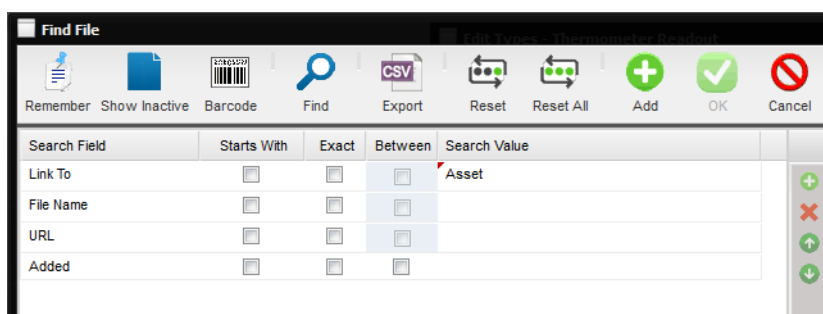 Find File
Edit Types - Thermometer Readout
Remember Show Inactive Barcode Find CSV Export Reset Reset All Add OK Cancel
Search Field Starts With Exact Between Search Value
Link To Asset
File Name
URL
Added